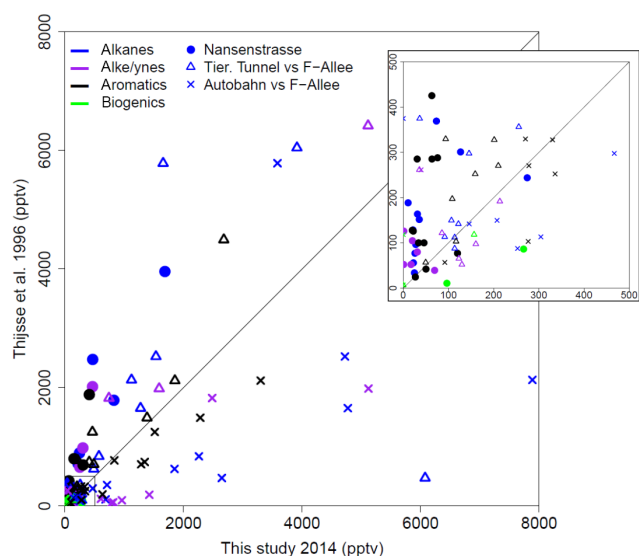 8000
6000
4000
2000
0
Thijsse et al. 1996 (pptv)
Alkanes
Alke/ynes
Aromatics
Biogenics
Nansenstrasse
Tier. Tunnel vs F−Allee
Autobahn vs F−Allee
500
400
300
200
100
0
0 100 200 300 400 500
0 2000 4000 6000 8000
This study 2014 (pptv)